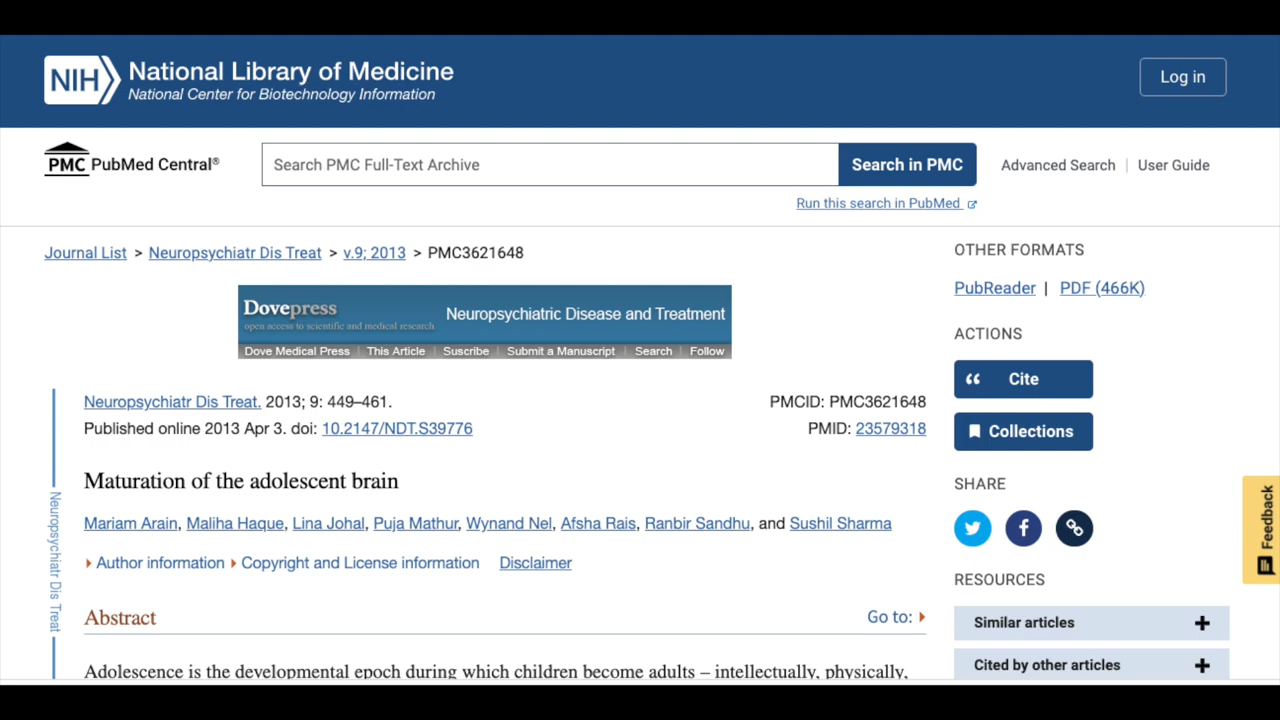 NIH National Library of Medicine
National Center for Biotechnology Information
Log in
PMC PubMed Central®
Search PMC Full-Text Archive
Search in PMC
Advanced Search | User Guide
Run this search in PubMed
Journal List > Neuropsychiatr Dis Treat > v.9; 2013 > PMC3621648
Dovepress
open access to scientific and medical research
Neuropsychiatric Disease and Treatment
Dove Medical Press | This Article | Suscribe | Submit a Manuscript | Search | Follow
Neuropsychiatr Dis Treat. 2013; 9: 449–461.
Published online 2013 Apr 3. doi: 10.2147/NDT.S39776
PMCID: PMC3621648
PMID: 23579318
Maturation of the adolescent brain
Mariam Arain, Maliha Haque, Lina Johal, Puja Mathur, Wynand Nel, Afsha Rais, Ranbir Sandhu, and Sushil Sharma
Author information Copyright and License information Disclaimer
Abstract
Go to:
Adolescence is the developmental epoch during which children become adults – intellectually, physically,
Neuropsychiatr Dis Treat
OTHER FORMATS
PubReader | PDF (466K)
ACTIONS
Cite
Collections
SHARE
RESOURCES
Similar articles
Cited by other articles
Feedback